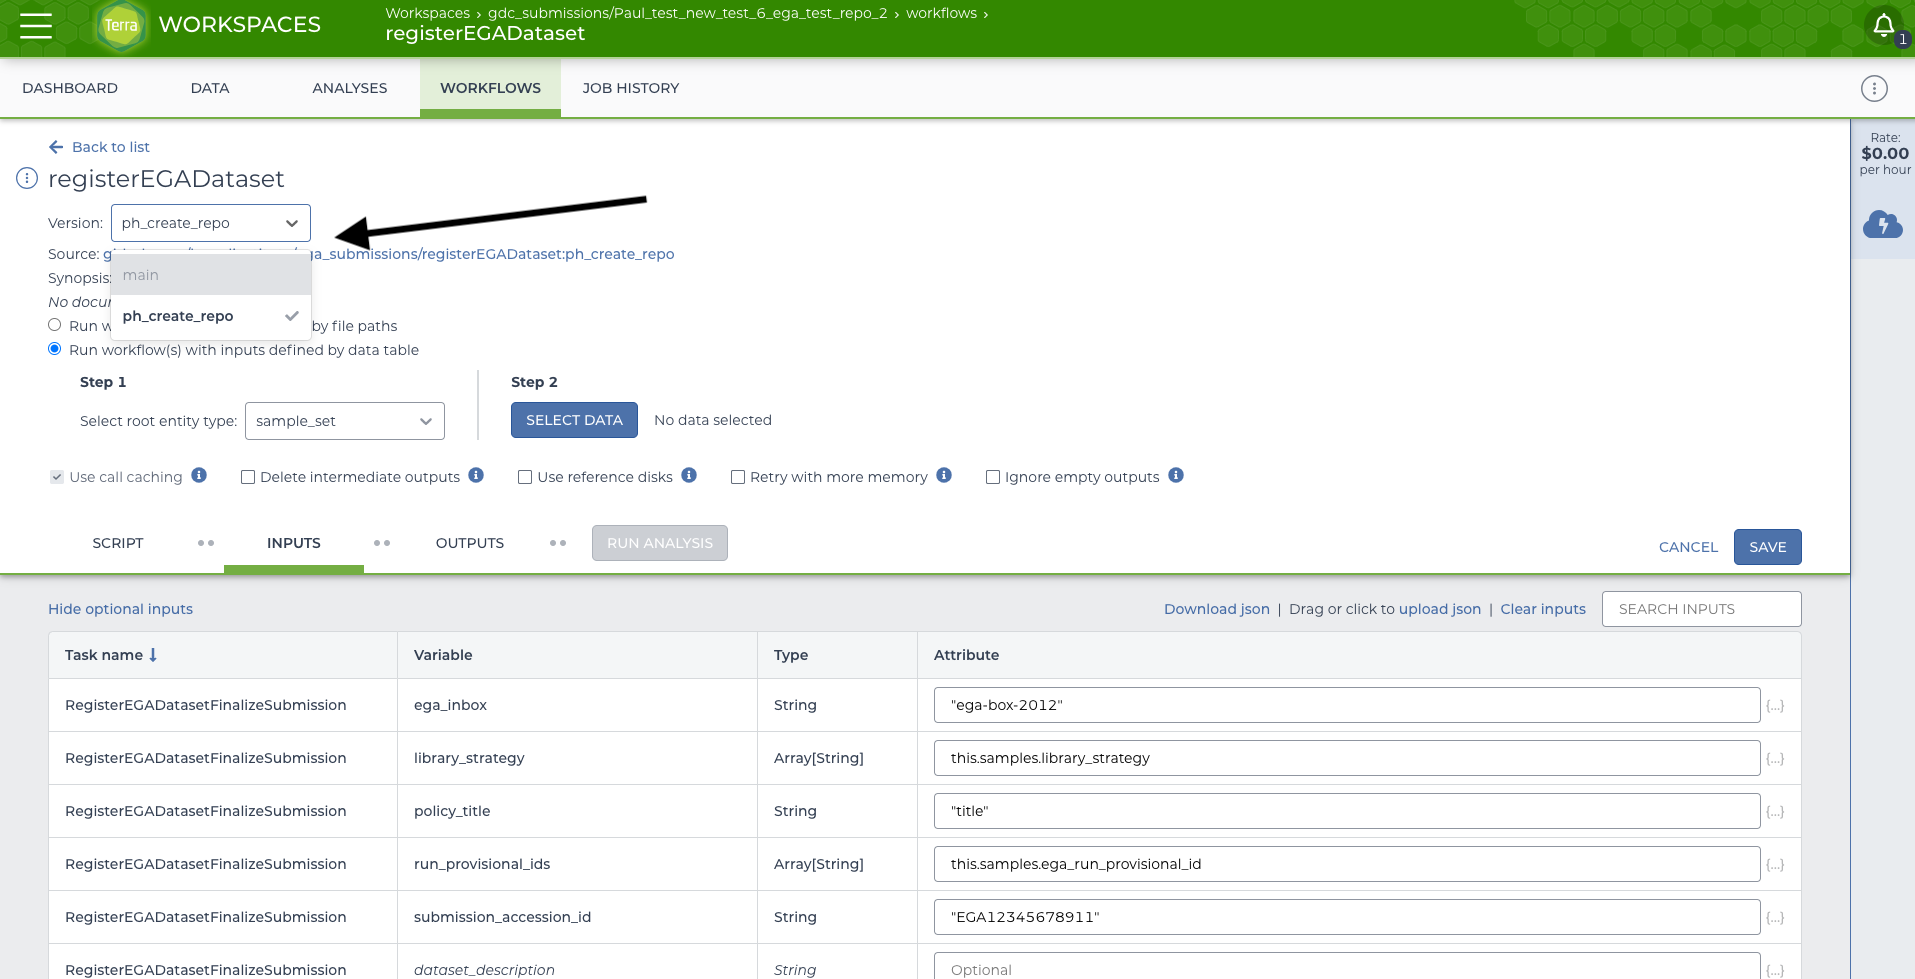 Terra
WORKSPACES
Workspaces › gdc_submissions/Paul_test_new_test_6_ega_test_repo_2 › workflows ›
registerEGADataset
1
DASHBOARD DATA ANALYSES WORKFLOWS JOB HISTORY
Rate:
$0.00
per hour
Back to list
registerEGADataset
Version: ph_create_repo
Source: ga_submissions/registerEGADataset:ph_create_repo
main
Synopsis:
No docu
ph_create_repo
Run w by file paths
Run workflow(s) with inputs defined by data table
Step 1
Select root entity type: sample_set
Step 2
SELECT DATA No data selected
Use call caching Delete intermediate outputs Use reference disks Retry with more memory Ignore empty outputs
SCRIPT INPUTS OUTPUTS RUN ANALYSIS CANCEL SAVE
Hide optional inputs Download json | Drag or click to upload json | Clear inputs SEARCH INPUTS
Task name ↓ Variable Type Attribute
RegisterEGADatasetFinalizeSubmission ega_inbox String "ega-box-2012" {...}
RegisterEGADatasetFinalizeSubmission library_strategy Array[String] this.samples.library_strategy {...}
RegisterEGADatasetFinalizeSubmission policy_title String "title" {...}
RegisterEGADatasetFinalizeSubmission run_provisional_ids Array[String] this.samples.ega_run_provisional_id {...}
RegisterEGADatasetFinalizeSubmission submission_accession_id String "EGA12345678911" {...}
RegisterEGADatasetFinalizeSubmission dataset_description String Optional {...}